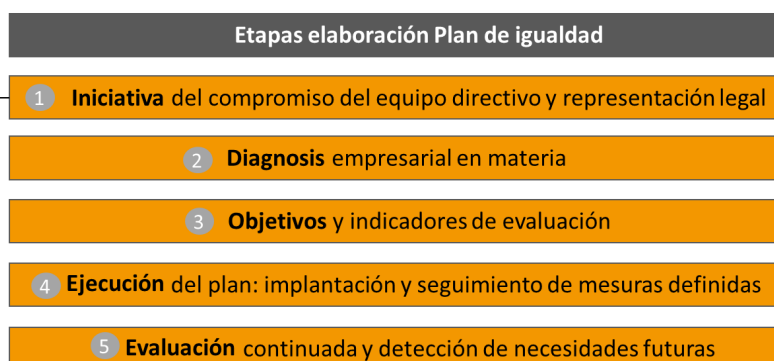 Etapas elaboración Plan de igualdad
1 Iniciativa del compromiso del equipo directivo y representación legal
2 Diagnosis empresarial en materia
3 Objetivos y indicadores de evaluación
4 Ejecución del plan: implantación y seguimiento de mesuras definidas
5 Evaluación continuada y detección de necesidades futuras